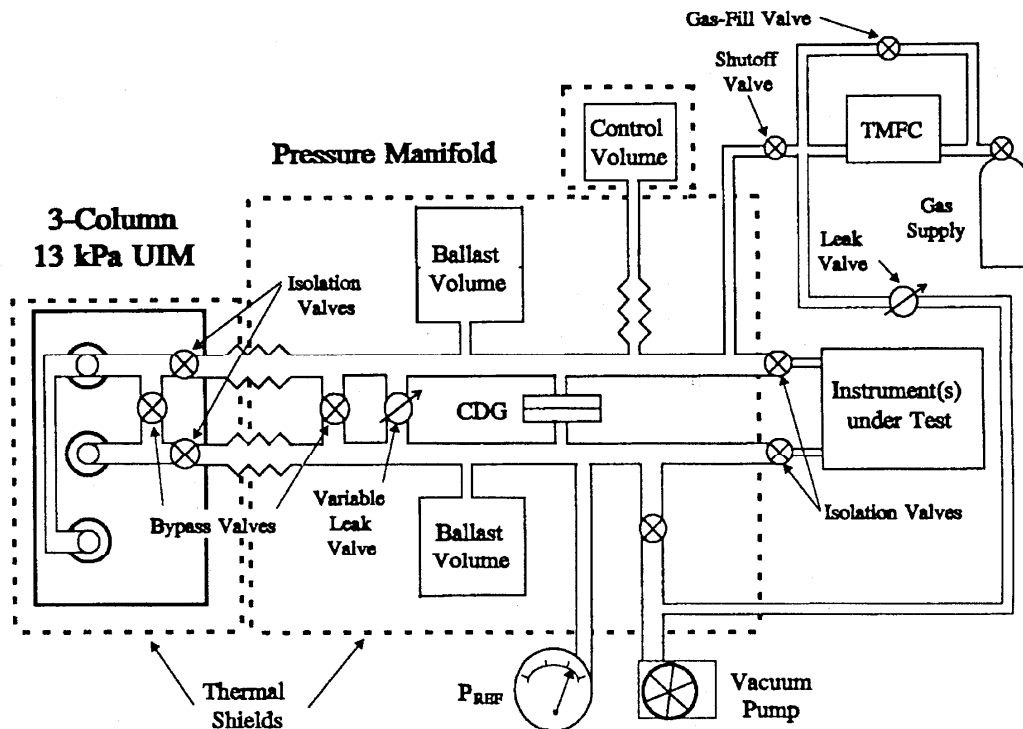 Gas-Fill Valve
Shutoff
Valve
TMFC
Control
Volume
Pressure Manifold
3-Column
13 kPa UIM
Gas
Supply
Leak
Valve
Ballast
Volume
Isolation
Valves
CDG
Instrument(s)
under Test
Bypass Valves
Variable
Leak
Valve
Ballast
Volume
Isolation Valves
Thermal
Shields
PREF
Vacuum
Pump